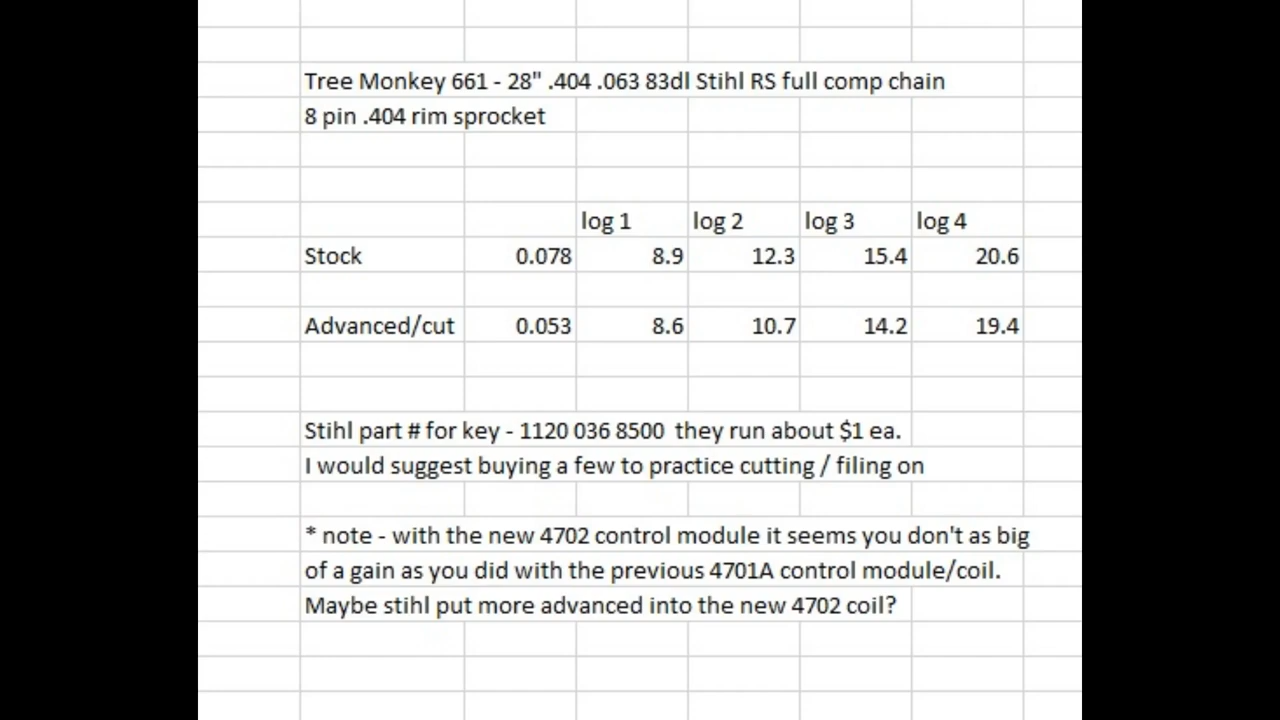 Tree Monkey 661 - 28" .404 .063 83dl Stihl RS full comp chain
8 pin .404 rim sprocket
log 1 log 2 log 3 log 4
Stock 0.078 8.9 12.3 15.4 20.6
Advanced/cut 0.053 8.6 10.7 14.2 19.4
Stihl part # for key - 1120 036 8500 they run about $1 ea.
I would suggest buying a few to practice cutting / filing on
* note - with the new 4702 control module it seems you don't as big
of a gain as you did with the previous 4701A control module/coil.
Maybe stihl put more advanced into the new 4702 coil?